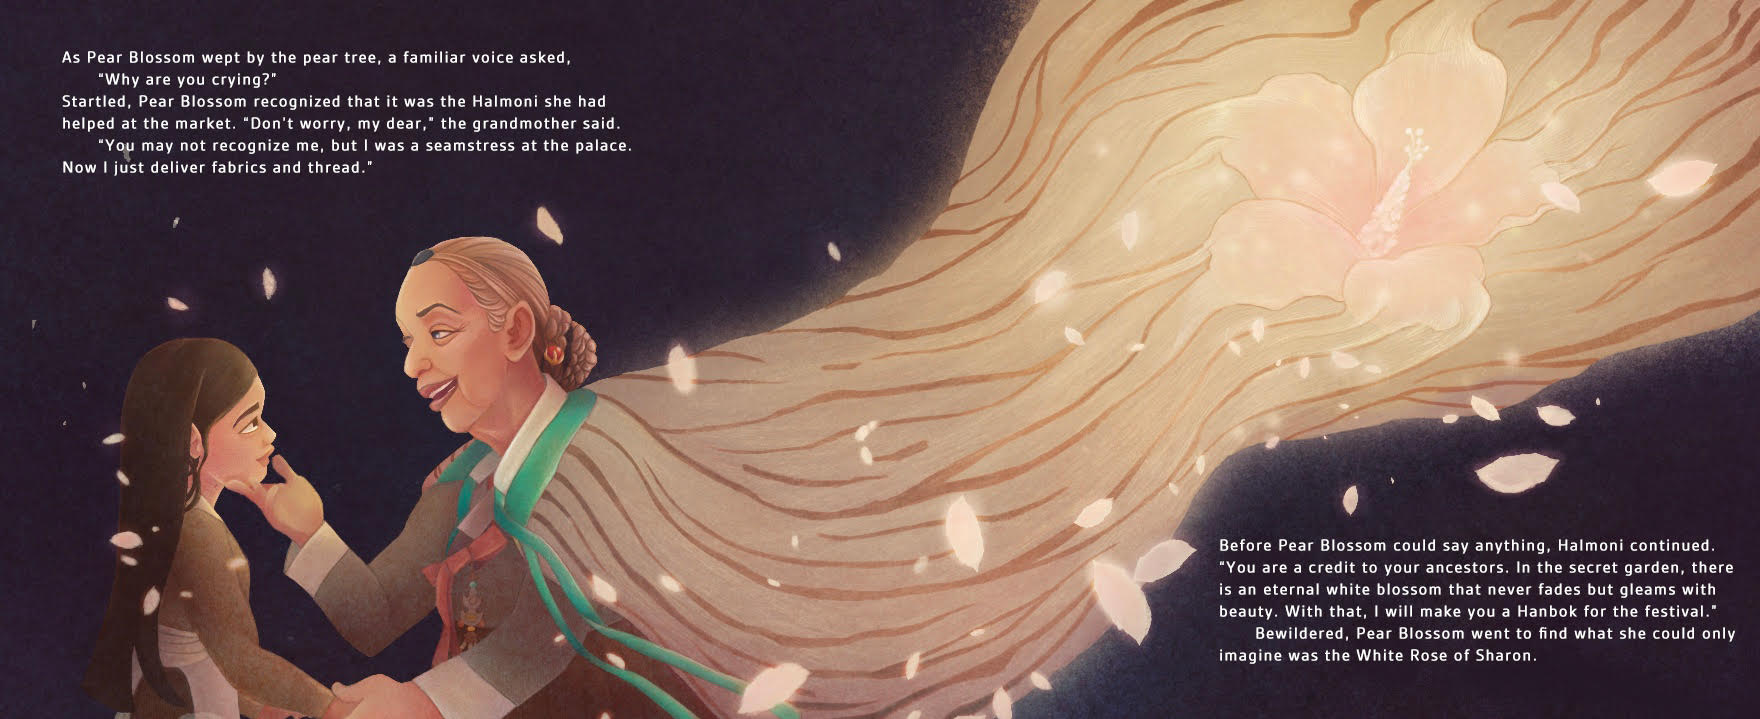 As Pear Blossom wept by the pear tree, a familiar voice asked,
"Why are you crying?"
Startled, Pear Blossom recognized that it was the Halmoni she had
helped at the market. "Don't worry, my dear," the grandmother said.
"You may not recognize me, but I was a seamstress at the palace.
Now I just deliver fabrics and thread."
Before Pear Blossom could say anything, Halmoni continued.
"You are a credit to your ancestors. In the secret garden, there
is an eternal white blossom that never fades but gleams with
beauty. With that, I will make you a Hanbok for the festival."
Bewildered, Pear Blossom went to find what she could only
imagine was the White Rose of Sharon.